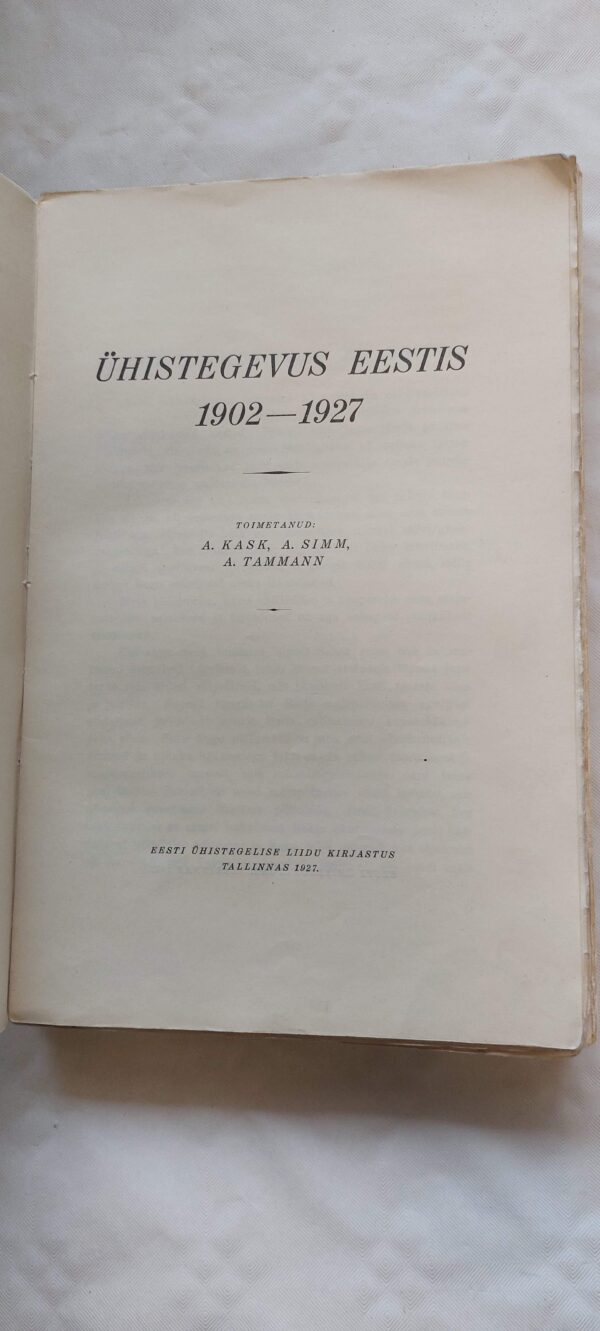 ÜHISTEGEVUS EESTIS
1902—1927
TOIMETANUD:
A. KASK, A. SIMM,
A. TAMMANN
EESTI ÜHISTEGELISE LIIDU KIRJASTUS
TALLINNAS 1927.